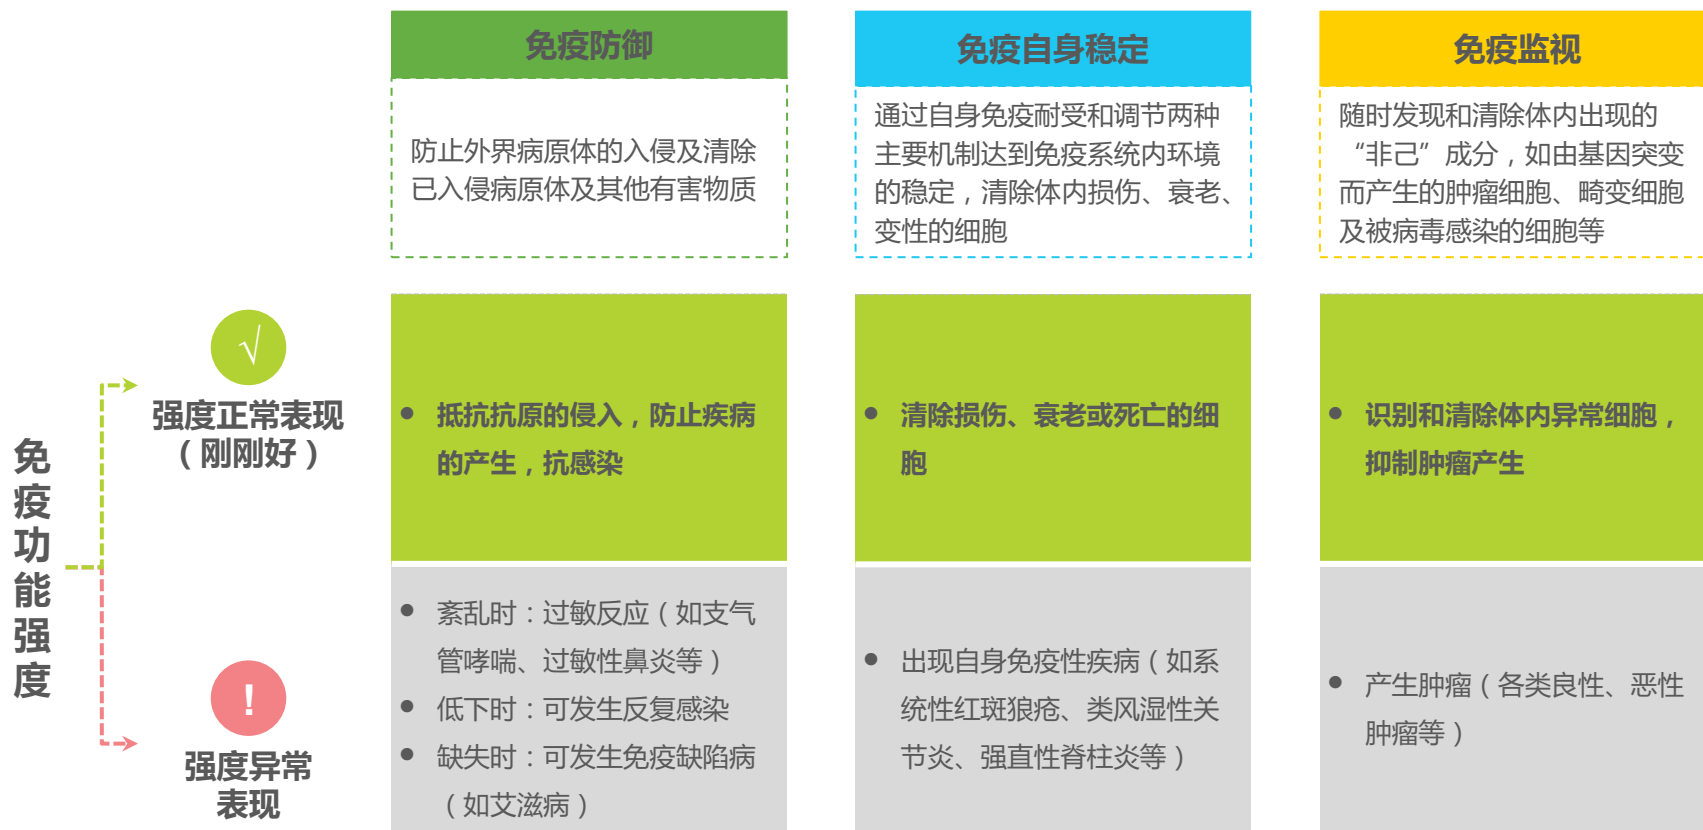 免疫防御
免疫自身稳定
免疫监视
防止外界病原体的入侵及清除
已入侵病原体及其他有害物质
通过自身免疫耐受和调节两种
主要机制达到免疫系统内环境
的稳定，清除体内损伤、衰老、
变性的细胞
随时发现和清除体内出现的
“非己”成分，如由基因突变
而产生的肿瘤细胞、畸变细胞
及被病毒感染的细胞等
免疫功能强度
√
强度正常表现
（刚刚好）
● 抵抗抗原的侵入，防止疾病
的产生，抗感染
● 清除损伤、衰老或死亡的细
胞
● 识别和清除体内异常细胞，
抑制肿瘤产生
!
强度异常
表现
● 紊乱时：过敏反应（如支气
管哮喘、过敏性鼻炎等）
● 低下时：可发生反复感染
● 缺失时：可发生免疫缺陷病
（如艾滋病）
● 出现自身免疫性疾病（如系
统性红斑狼疮、类风湿性关
节炎、强直性脊柱炎等）
● 产生肿瘤（各类良性、恶性
肿瘤等）